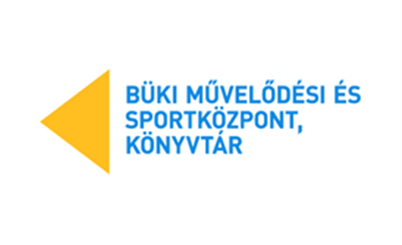 BÜKI MŰVELŐDÉSI ÉS
SPORTKÖZPONT,
KÖNYVTÁR